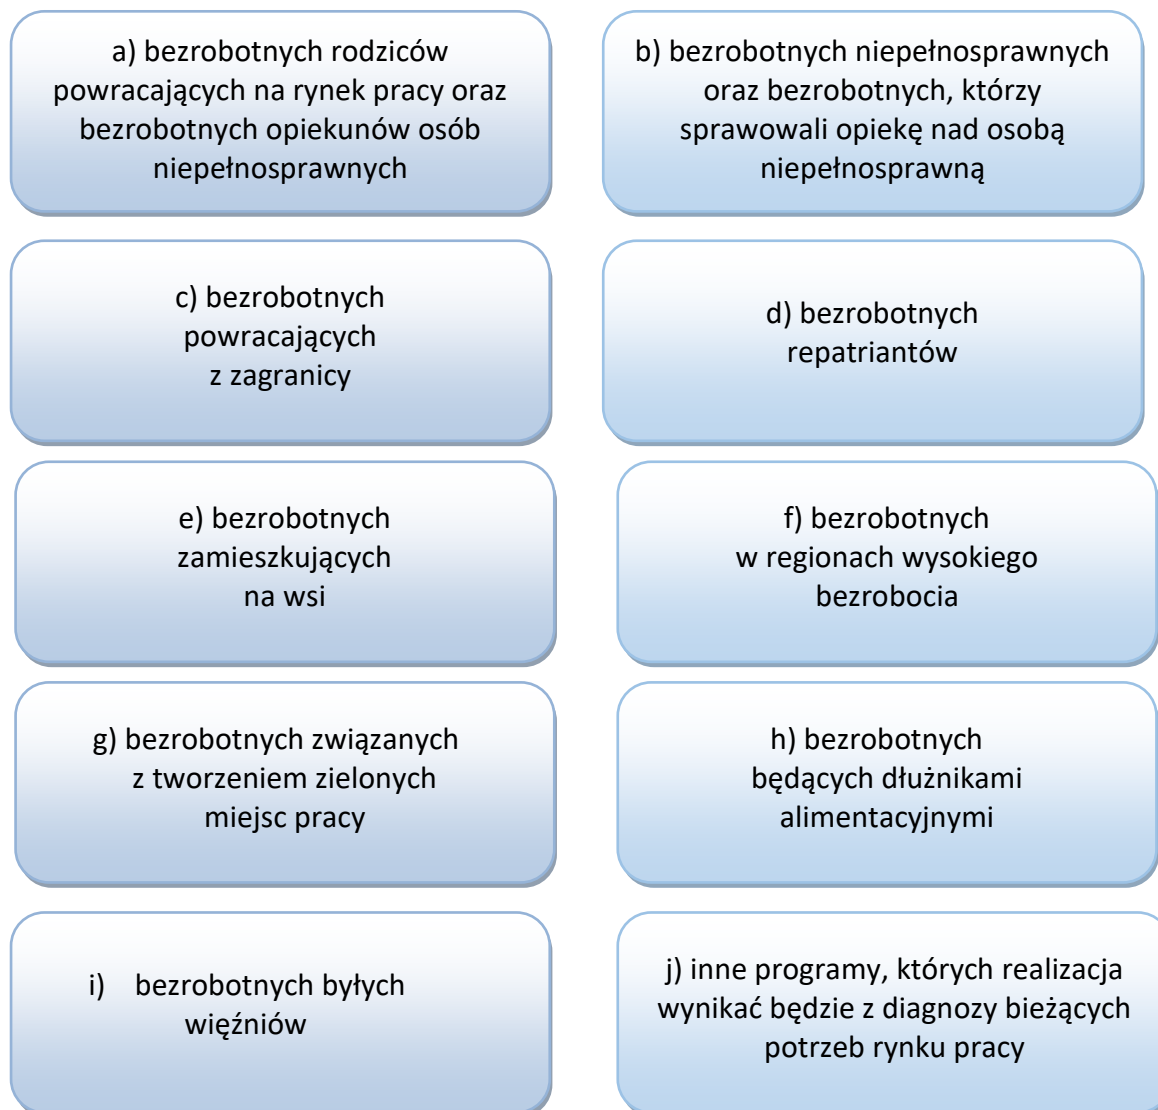 a) bezrobotnych rodziców
powracających na rynek pracy oraz
bezrobotnych opiekunów osób
niepełnosprawnych
b) bezrobotnych niepełnosprawnych
oraz bezrobotnych, którzy
sprawowali opiekę nad osobą
niepełnosprawną
c) bezrobotnych
powracających
z zagranicy
d) bezrobotnych
repatriantów
e) bezrobotnych
zamieszkujących
na wsi
f) bezrobotnych
w regionach wysokiego
bezrobocia
g) bezrobotnych związanych
z tworzeniem zielonych
miejsc pracy
h) bezrobotnych
będących dłużnikami
alimentacyjnymi
i) bezrobotnych byłych
więźniów
j) inne programy, których realizacja
wynikać będzie z diagnozy bieżących
potrzeb rynku pracy